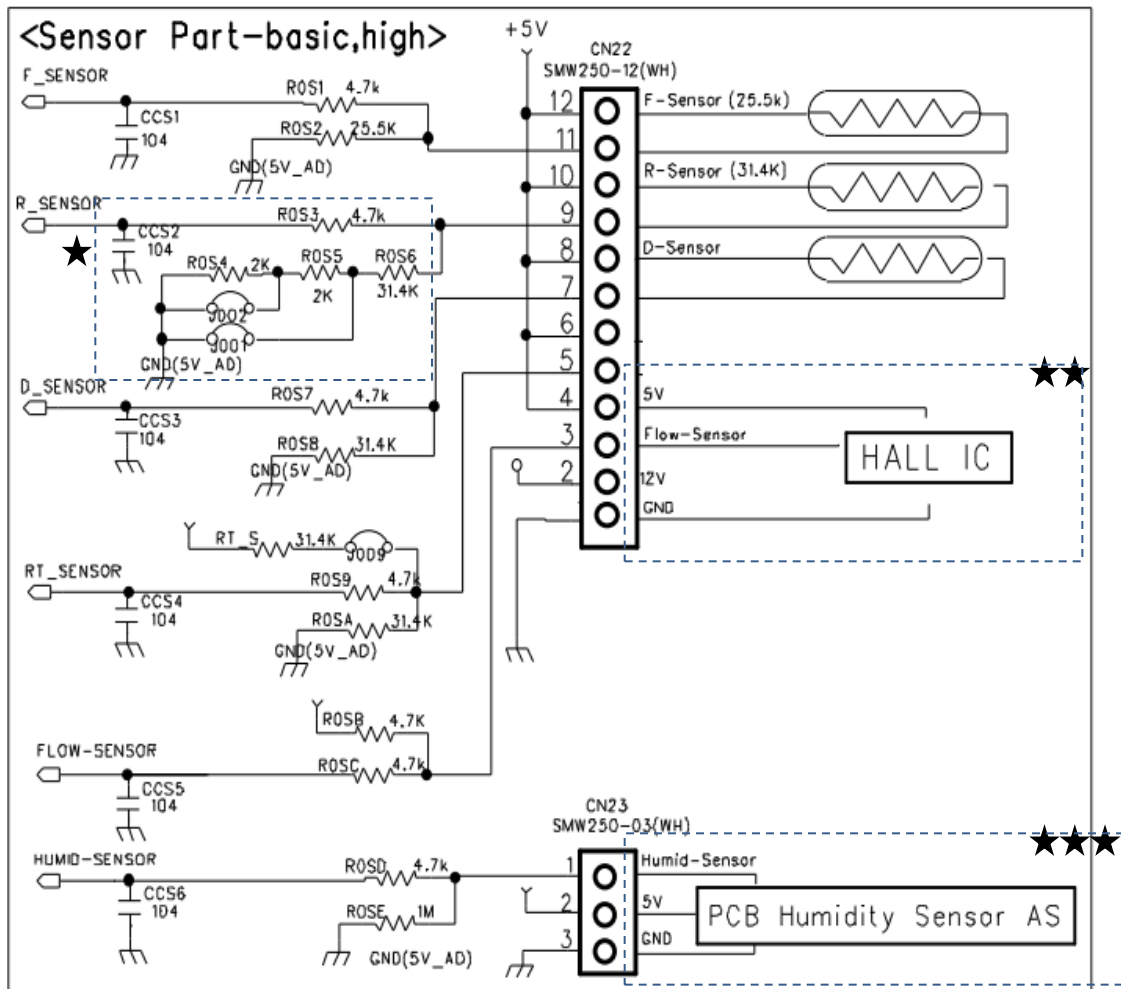 <Sensor Part-basic,high>
+5V
CN22
SMW250-12(WH)
F_SENSOR
ROS1 4.7k
CCS1
104
ROS2 25.5K
GND(5V_AD)
12
F-Sensor (25.5k)
11
10
R-Sensor (31.4K)
R_SENSOR
ROS3 4.7k
9
★
CCS2
104
8
D-Sensor
ROS4 2K
ROS5
2K
ROS6
31.4K
7
J002
J001
GND(5V_AD)
6
5
★★
D_SENSOR
ROS7 4.7k
4
5V
CCS3
104
ROS8 31.4K
GND(5V_AD)
3
Flow-Sensor
HALL IC
2
12V
GND
RT_S 31.4K
J009
RT_SENSOR
ROS9 4.7k
CCS4
104
ROSA 31.4K
GND(5V_AD)
ROSB 4.7K
FLOW-SENSOR
ROSC 4.7k
CCS5
104
CN23
SMW250-03(WH)
★★★
HUMID-SENSOR
ROSD 4.7k
1
Humid-Sensor
CCS6
104
ROSE 1M
GND(5V_AD)
2
5V
PCB Humidity Sensor AS
3
GND